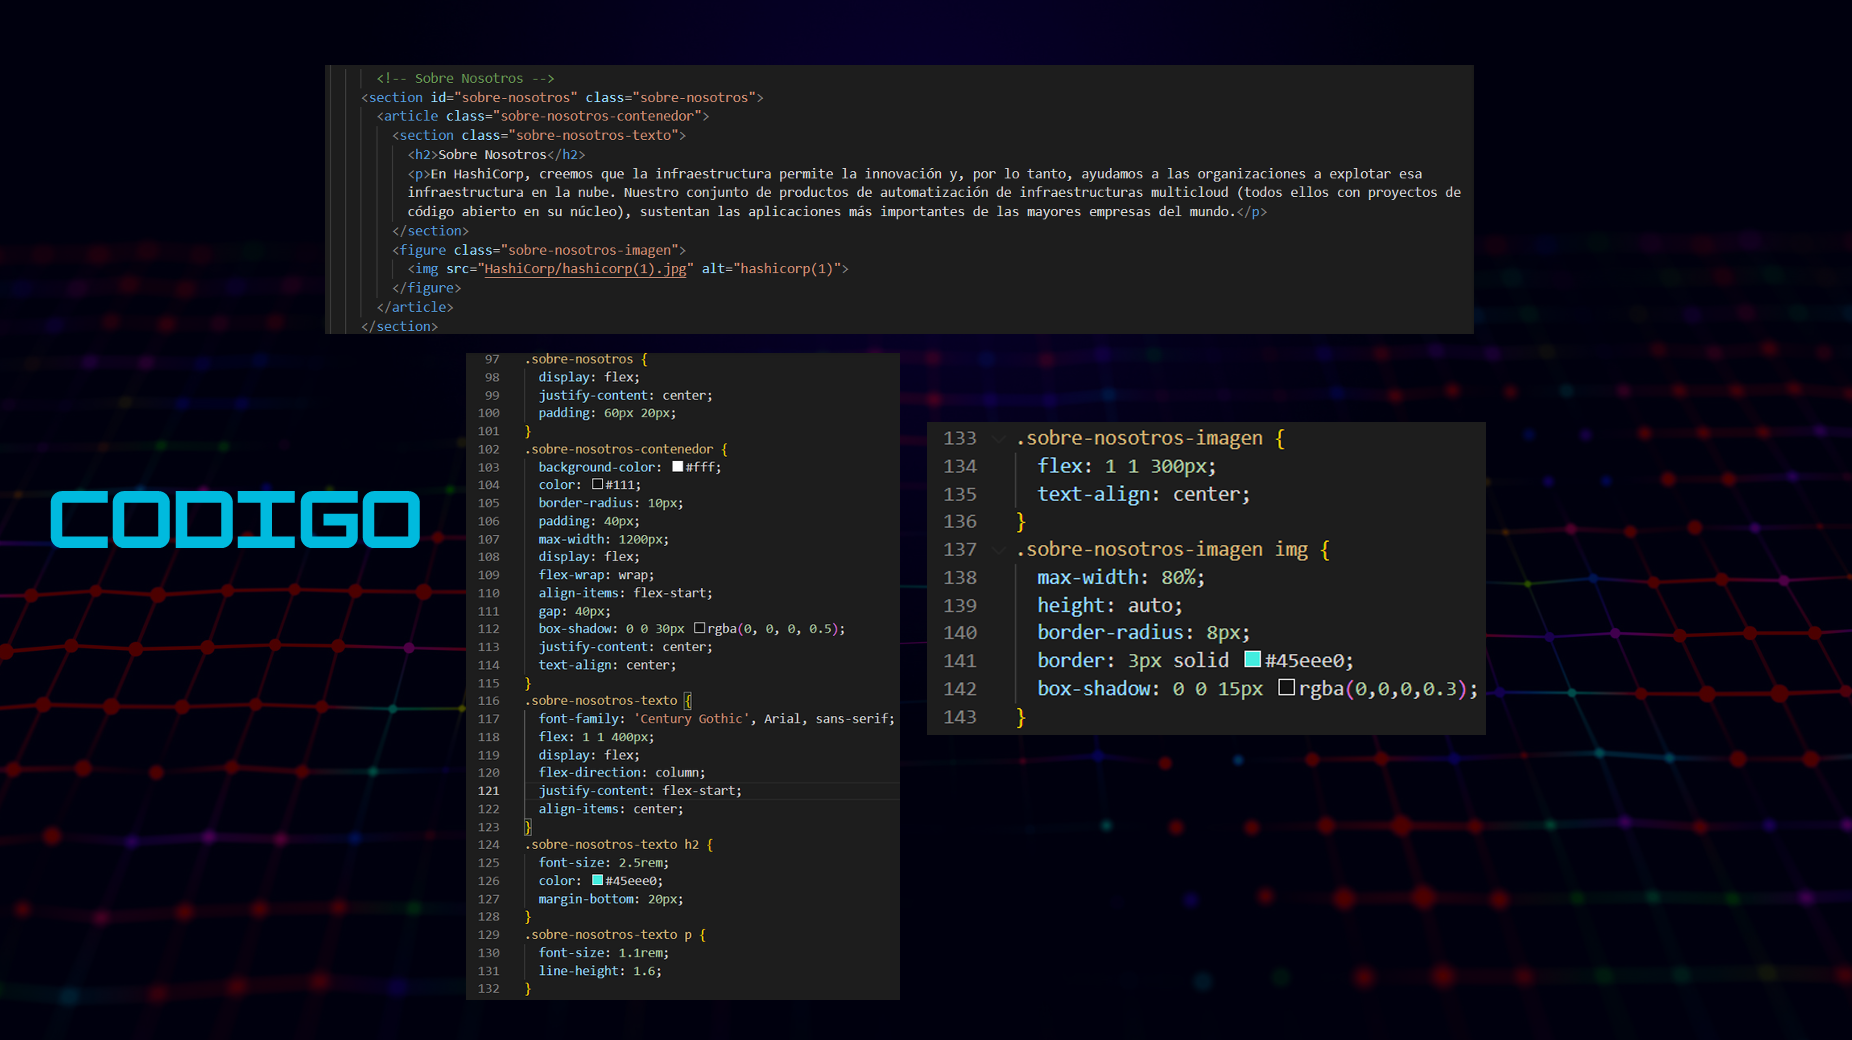 <!-- Sobre Nosotros -->
<section id="sobre-nosotros" class="sobre-nosotros">
<article class="sobre-nosotros-contenedor">
<section class="sobre-nosotros-texto">
<h2>Sobre Nosotros</h2>
<p>En HashiCorp, creemos que la infraestructura permite la innovación y, por lo tanto, ayudamos a las organizaciones a explotar esa
infraestructura en la nube. Nuestro conjunto de productos de automatización de infraestructuras multicloud (todos ellos con proyectos de
código abierto en su núcleo), sustentan las aplicaciones más importantes de las mayores empresas del mundo.</p>
</section>
<figure class="sobre-nosotros-imagen">
<img src="HashiCorp/hashicorp(1).jpg" alt="hashicorp(1)">
</figure>
</article>
</section>
CODIGO
97 .sobre-nosotros {
98 display: flex;
99 justify-content: center;
100 padding: 60px 20px;
101 }
102 .sobre-nosotros-contenedor {
103 background-color: #fff;
104 color: #111;
105 border-radius: 10px;
106 padding: 40px;
107 max-width: 1200px;
108 display: flex;
109 flex-wrap: wrap;
110 align-items: flex-start;
111 gap: 40px;
112 box-shadow: 0 0 30px rgba(0, 0, 0, 0.5);
113 justify-content: center;
114 text-align: center;
115 }
116 .sobre-nosotros-texto {
117 font-family: 'Century Gothic', Arial, sans-serif;
118 flex: 1 1 400px;
119 display: flex;
120 flex-direction: column;
121 justify-content: flex-start;
122 align-items: center;
123 }
124 .sobre-nosotros-texto h2 {
125 font-size: 2.5rem;
126 color: #45eee0;
127 margin-bottom: 20px;
128 }
129 .sobre-nosotros-texto p {
130 font-size: 1.1rem;
131 line-height: 1.6;
132 }
133 .sobre-nosotros-imagen {
134 flex: 1 1 300px;
135 text-align: center;
136 }
137 .sobre-nosotros-imagen img {
138 max-width: 80%;
139 height: auto;
140 border-radius: 8px;
141 border: 3px solid #45eee0;
142 box-shadow: 0 0 15px rgba(0,0,0,0.3);
143 }